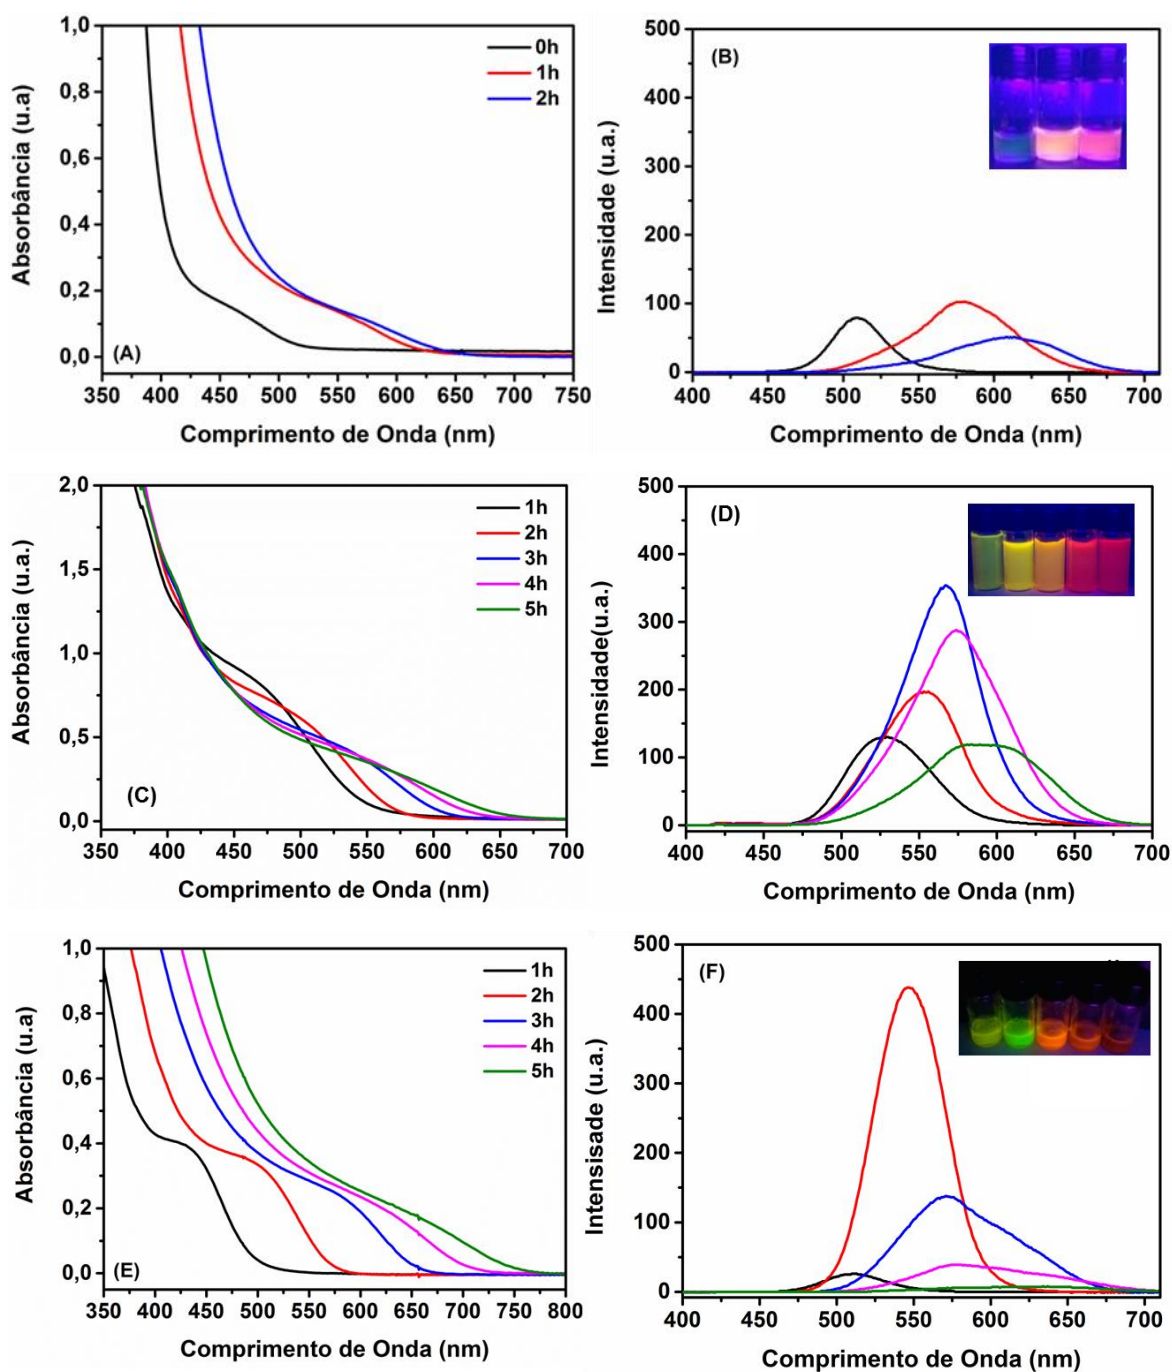 1,0
0,8
0,6
0,4
0,2
0,0
Absorbância (u.a)
0h
1h
2h
(A)
350 400 450 500 550 600 650 700 750
Comprimento de Onda (nm)
500
400
300
200
100
0
Intensidade (u.a.)
(B)
400 450 500 550 600 650 700
Comprimento de Onda (nm)
2,0
1,5
1,0
0,5
0,0
Absorbância (u.a.)
1h
2h
3h
4h
5h
(C)
350 400 450 500 550 600 650 700
Comprimento de Onda (nm)
500
400
300
200
100
0
Intensidade(u.a.)
(D)
400 450 500 550 600 650 700
Comprimento de Onda (nm)
1,0
0,8
0,6
0,4
0,2
0,0
Absorbância (u.a)
1h
2h
3h
4h
5h
(E)
350 400 450 500 550 600 650 700 750 800
Comprimento de Onda (nm)
500
400
300
200
100
0
Intensisade (u.a.)
(F)
400 450 500 550 600 650 700
Comprimento de Onda (nm)